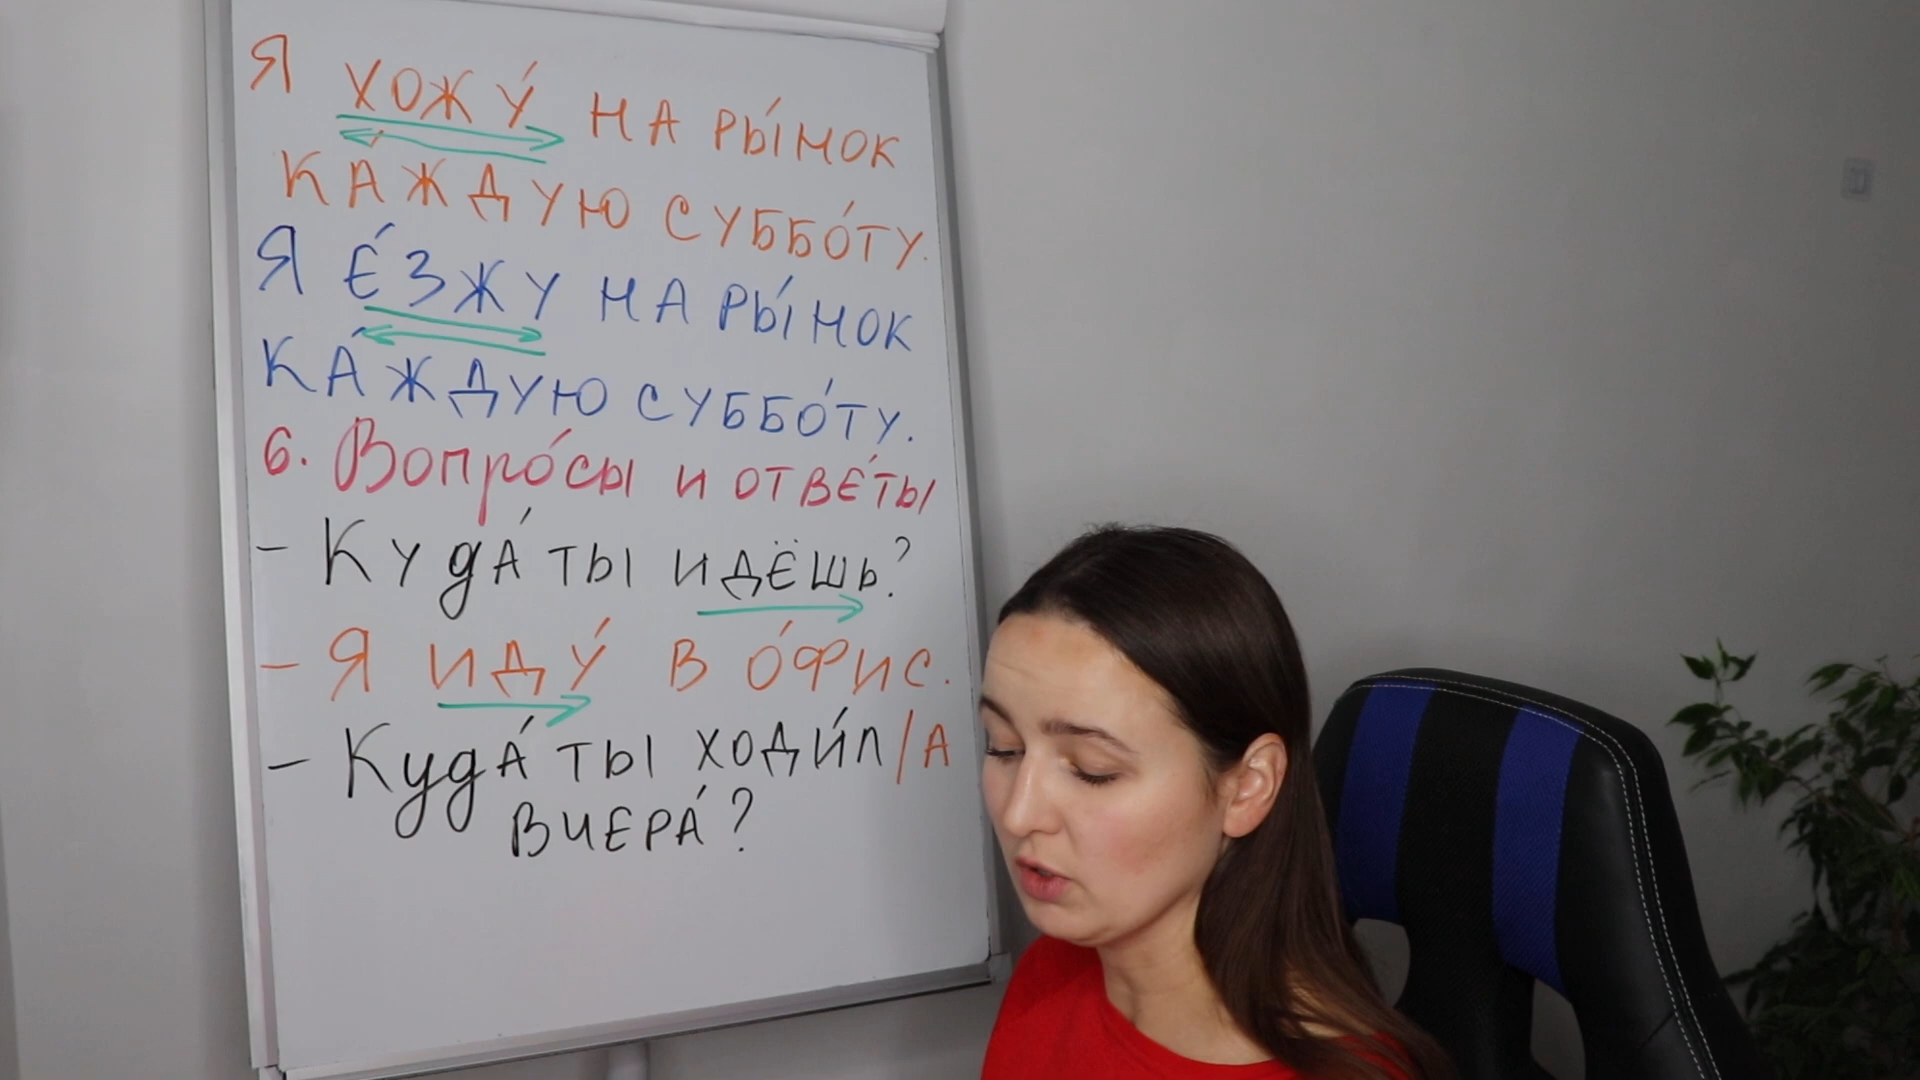 Я ХОЖУ́ НА РЫ́НОК
КА́ЖДУЮ СУББО́ТУ.
Я Е́ЗЖУ НА РЫ́НОК
КА́ЖДУЮ СУББО́ТУ.
6. Вопро́сы и отве́ты
- Куда́ ты идёшь?
- Я иду́ в о́фис.
- Куда́ ты ходи́л/а
вчера́?